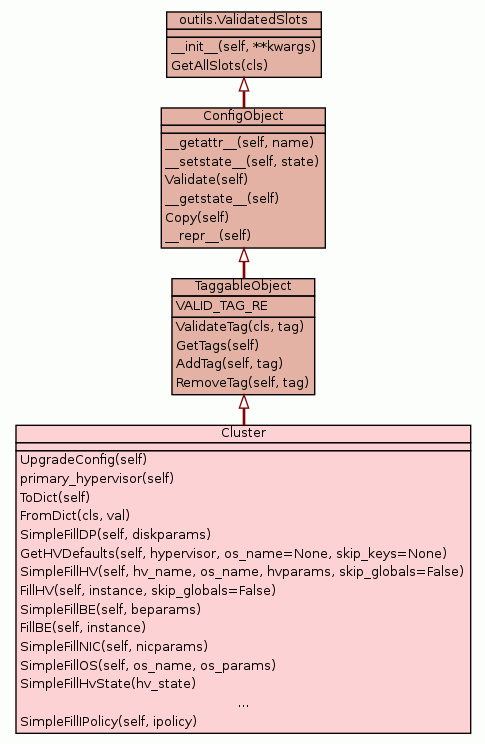 outils.ValidatedSlots
__init__(self, **kwargs)
GetAllSlots(cls)
ConfigObject
__getattr__(self, name)
__setstate__(self, state)
Validate(self)
__getstate__(self)
Copy(self)
__repr__(self)
TaggableObject
VALID_TAG_RE
ValidateTag(cls, tag)
GetTags(self)
AddTag(self, tag)
RemoveTag(self, tag)
Cluster
UpgradeConfig(self)
primary_hypervisor(self)
ToDict(self)
FromDict(cls, val)
SimpleFillDP(self, diskparams)
GetHVDefaults(self, hypervisor, os_name=None, skip_keys=None)
SimpleFillHV(self, hv_name, os_name, hvparams, skip_globals=False)
FillHV(self, instance, skip_globals=False)
SimpleFillBE(self, beparams)
FillBE(self, instance)
SimpleFillNIC(self, nicparams)
SimpleFillOS(self, os_name, os_params)
SimpleFillHvState(hv_state)
...
SimpleFillIPolicy(self, ipolicy)